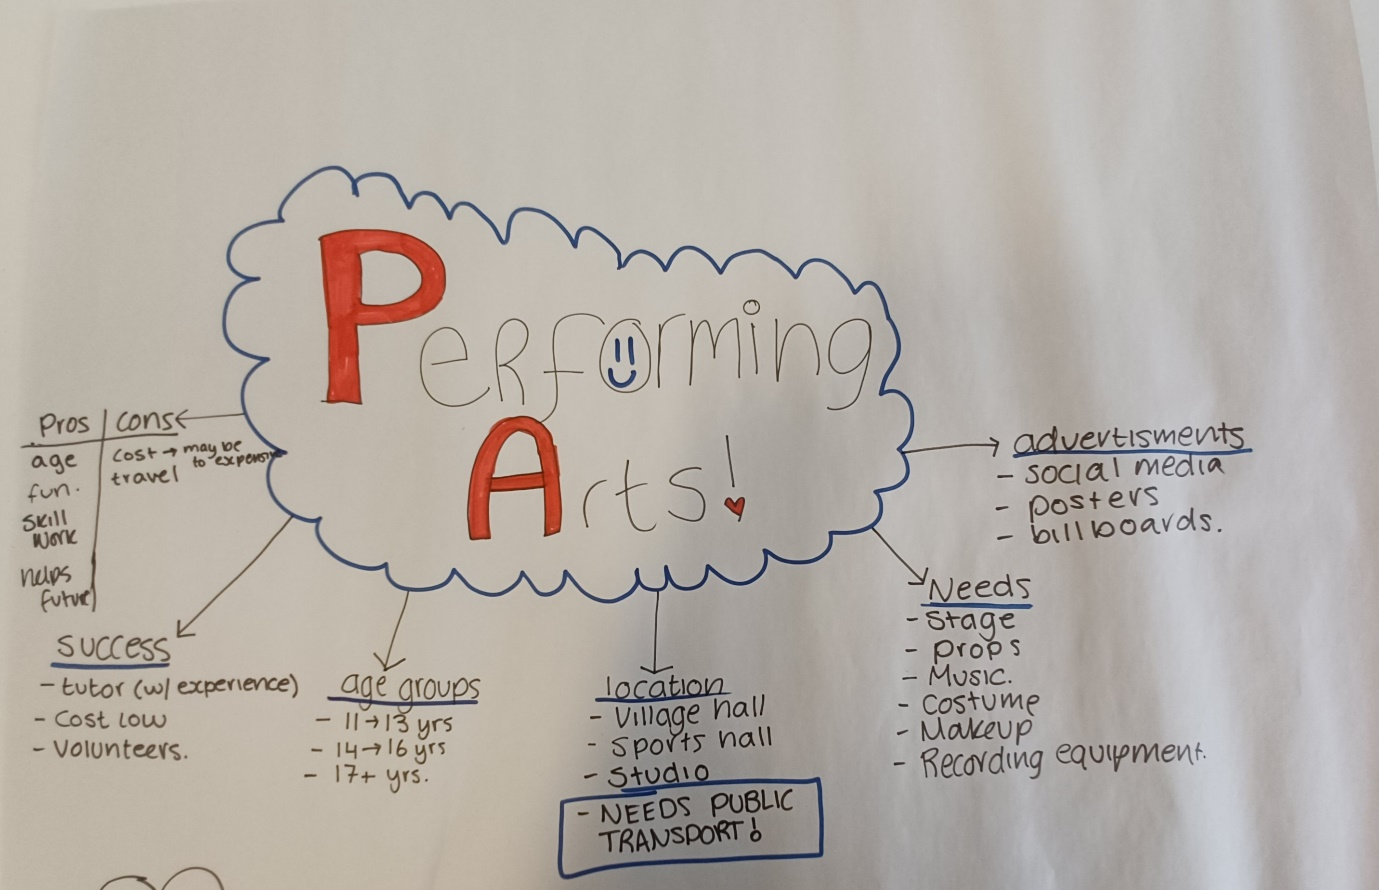 Performing
Arts!
Pros | cons
age
fun.
skill
work
helps
future
cost → may be
to expensive
travel
success
- tutor (w/ experience)
- cost low
- volunteers.
age groups
- 11→13 yrs
- 14→16 yrs
- 17+ yrs.
location
- village hall
- sports hall
- studio
- NEEDS PUBLIC
TRANSPORT!
advertisments
- social media
- posters
- billboards.
Needs
- Stage
- Props
- Music.
- Costume
- Makeup
- Recording equipment.